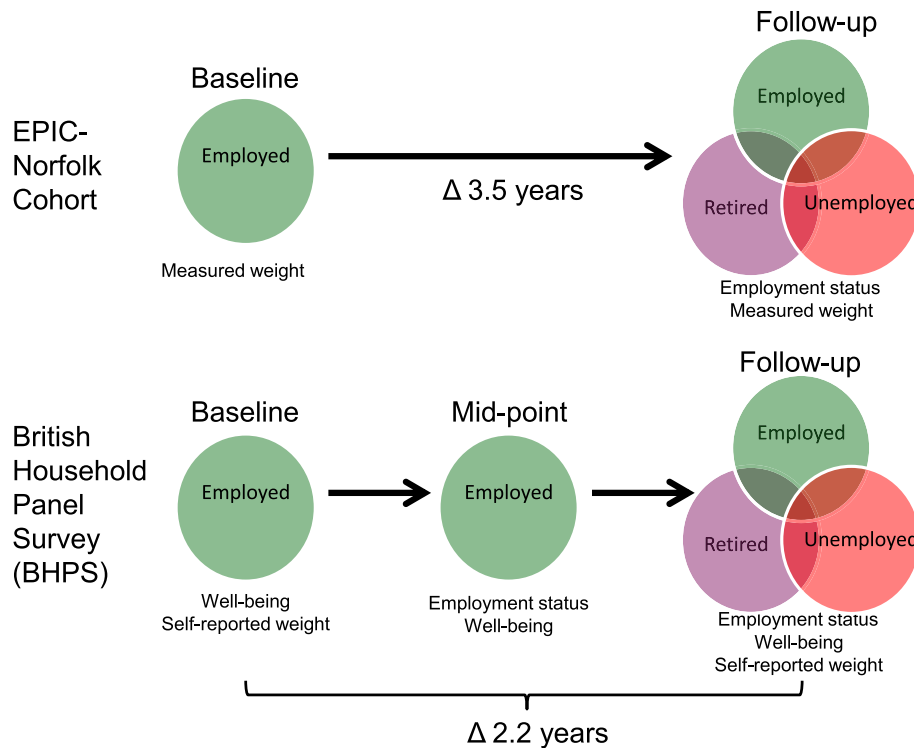 Follow-up
Baseline
EPIC-
Norfolk
Cohort
Employed
Employed
Δ 3.5 years
Retired
Unemployed
Measured weight
Employment status
Measured weight
Follow-up
Baseline
Mid-point
British
Household
Panel
Survey
(BHPS)
Employed
Employed
Employed
Retired
Unemployed
Well-being
Self-reported weight
Employment status
Well-being
Employment status
Well-being
Self-reported weight
Δ 2.2 years